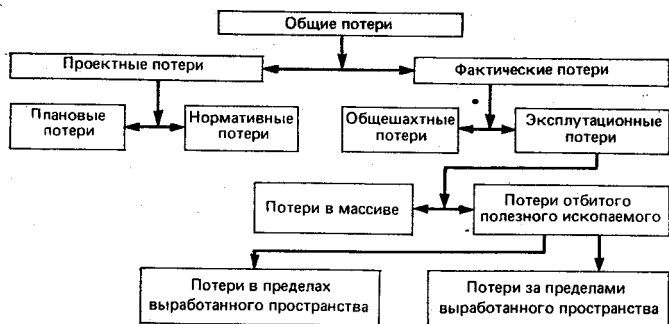 Общие потери
Проектные потери
Фактические потери
Плановые
потери
Нормативные
потери
Общешахтные
потери
Эксплутационные
потери
Потери в массиве
Потери отбитого
полезного ископаемого
Потери в пределах
выработанного пространства
Потери за пределами
выработанного пространства